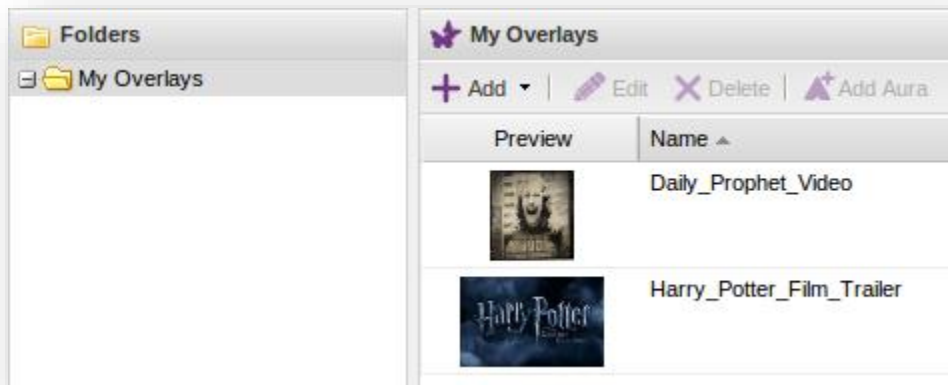 Folders
My Overlays
My Overlays
Add Edit Delete Add Aura
Preview Name
Daily_Prophet_Video
Harry_Potter_Film_Trailer
Harry Potter